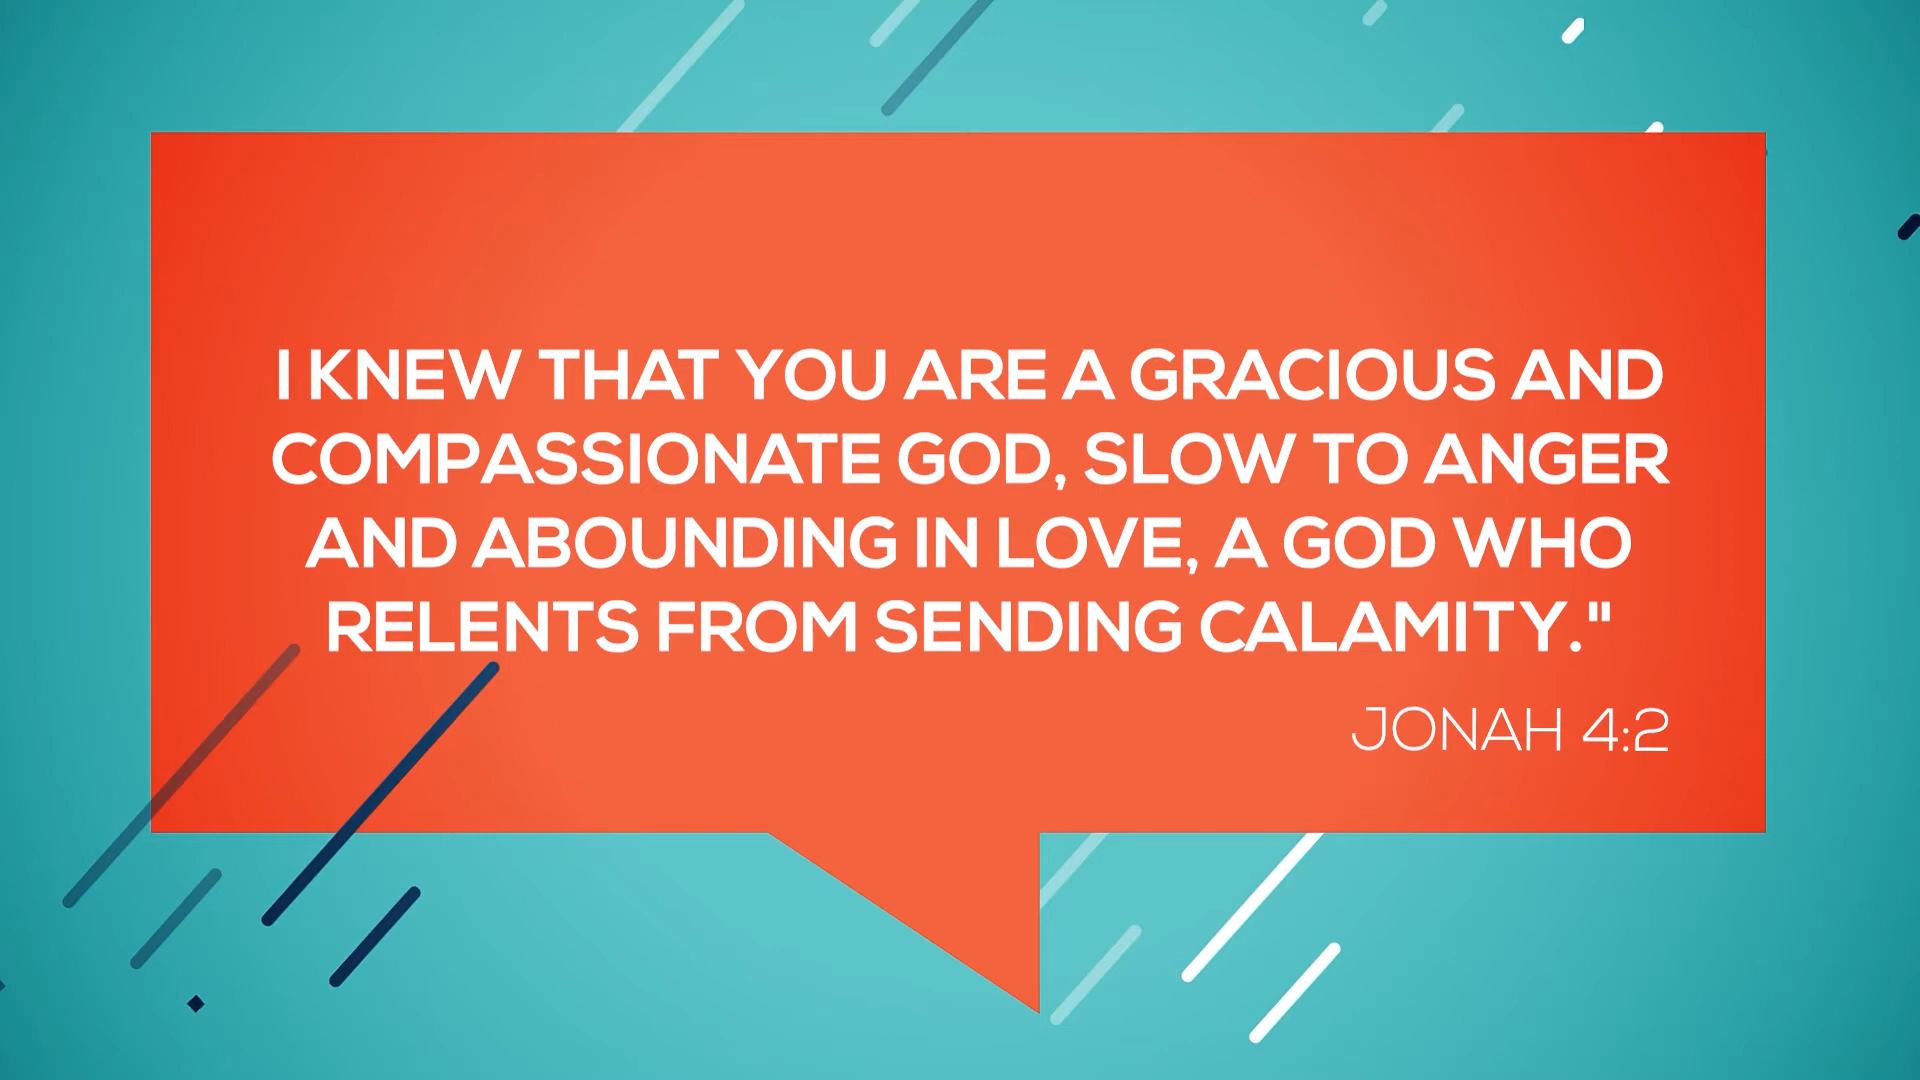 I KNEW THAT YOU ARE A GRACIOUS AND
COMPASSIONATE GOD, SLOW TO ANGER
AND ABOUNDING IN LOVE, A GOD WHO
RELENTS FROM SENDING CALAMITY."
JONAH 4:2